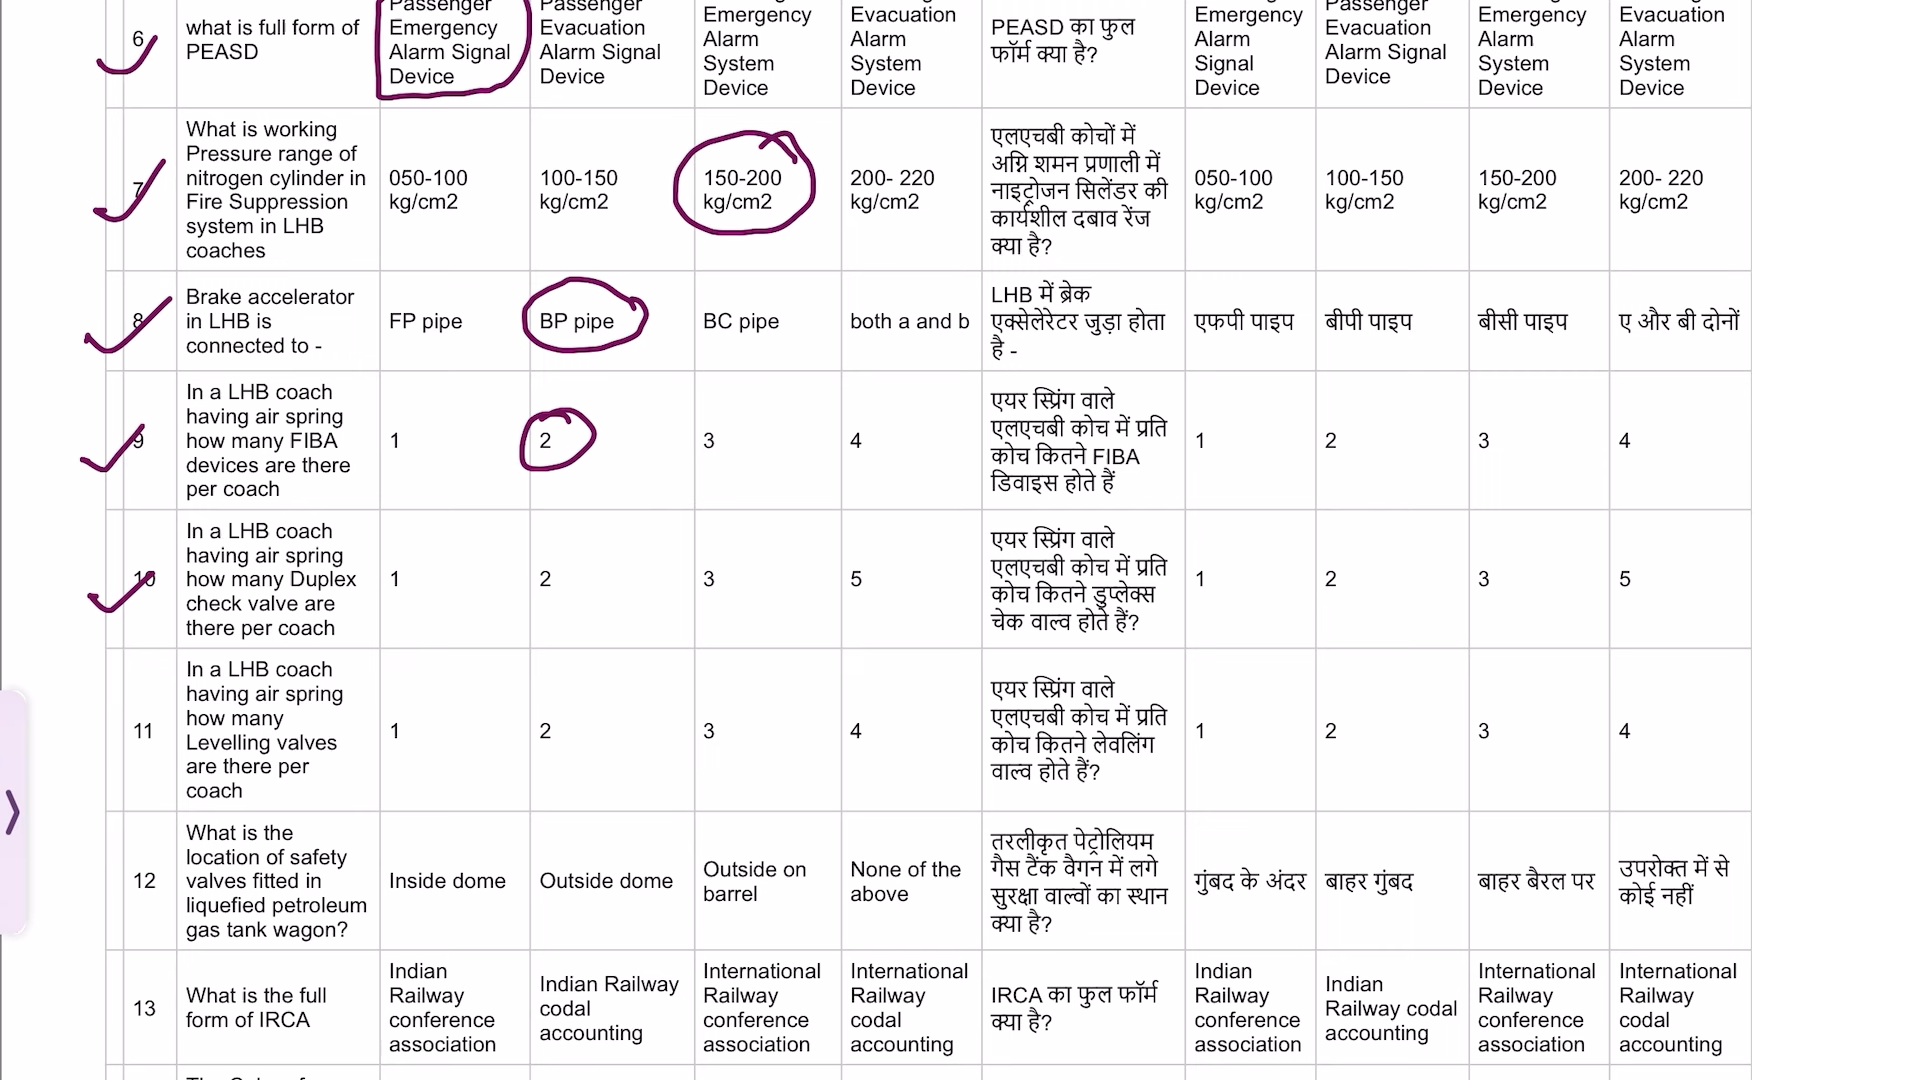 6
what is full form of
PEASD
Passenger
Emergency
Alarm Signal
Device
Passenger
Evacuation
Alarm Signal
Device
Emergency
Alarm
System
Device
Evacuation
Alarm
System
Device
PEASD का फुल
फॉर्म क्या है?
Emergency
Alarm
Signal
Device
Passenger
Evacuation
Alarm Signal
Device
Emergency
Alarm
System
Device
Evacuation
Alarm
System
Device
7
What is working
Pressure range of
nitrogen cylinder in
Fire Suppression
system in LHB
coaches
050-100
kg/cm2
100-150
kg/cm2
150-200
kg/cm2
200- 220
kg/cm2
एलएचबी कोचों में
अग्नि शमन प्रणाली में
नाइट्रोजन सिलेंडर की
कार्यशील दबाव रेंज
क्या है?
050-100
kg/cm2
100-150
kg/cm2
150-200
kg/cm2
200- 220
kg/cm2
8
Brake accelerator
in LHB is
connected to -
FP pipe
BP pipe
BC pipe
both a and b
LHB में ब्रेक
एक्सेलेरेटर जुड़ा होता
है -
एफपी पाइप
बीपी पाइप
बीसी पाइप
ए और बी दोनों
9
In a LHB coach
having air spring
how many FIBA
devices are there
per coach
1
2
3
4
एयर स्प्रिंग वाले
एलएचबी कोच में प्रति
कोच कितने FIBA
डिवाइस होते हैं
1
2
3
4
10
In a LHB coach
having air spring
how many Duplex
check valve are
there per coach
1
2
3
5
एयर स्प्रिंग वाले
एलएचबी कोच में प्रति
कोच कितने डुप्लेक्स
चेक वाल्व होते हैं?
1
2
3
5
11
In a LHB coach
having air spring
how many
Levelling valves
are there per
coach
1
2
3
4
एयर स्प्रिंग वाले
एलएचबी कोच में प्रति
कोच कितने लेवलिंग
वाल्व होते हैं?
1
2
3
4
12
What is the
location of safety
valves fitted in
liquefied petroleum
gas tank wagon?
Inside dome
Outside dome
Outside on
barrel
None of the
above
तरलीकृत पेट्रोलियम
गैस टैंक वैगन में लगे
सुरक्षा वाल्वों का स्थान
क्या है?
गुंबद के अंदर
बाहर गुंबद
बाहर बैरल पर
उपरोक्त में से
कोई नहीं
13
What is the full
form of IRCA
Indian
Railway
conference
association
Indian Railway
codal
accounting
International
Railway
conference
association
International
Railway
codal
accounting
IRCA का फुल फॉर्म
क्या है?
Indian
Railway
conference
association
Indian
Railway codal
accounting
International
Railway
conference
association
International
Railway
codal
accounting